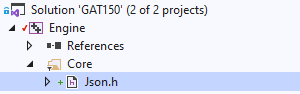 Solution 'GAT150' (2 of 2 projects)
Engine
References
Core
Json.h